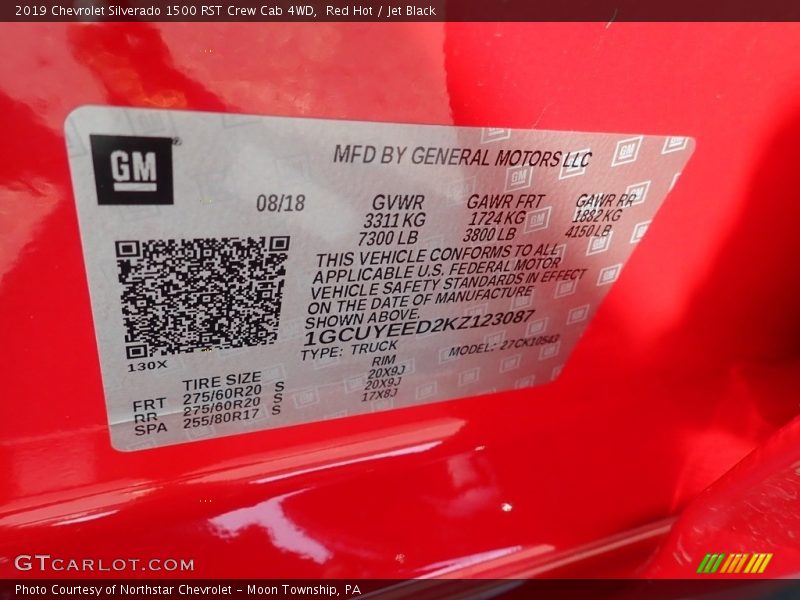 2019 Chevrolet Silverado 1500 RST Crew Cab 4WD, Red Hot / Jet Black
GM
MFD BY GENERAL MOTORS LLC
08/18
GVWR GAWR FRT GAWR RR
3311 KG 1724 KG 1882 KG
7300 LB 3800 LB 4150 LB
THIS VEHICLE CONFORMS TO ALL
APPLICABLE U.S. FEDERAL MOTOR
VEHICLE SAFETY STANDARDS IN EFFECT
ON THE DATE OF MANUFACTURE
SHOWN ABOVE.
1GCUYEED2KZ123087
TYPE: TRUCK MODEL: 27CK10543
130X
TIRE SIZE RIM
FRT 275/60R20 S 20X9J
RR 275/60R20 S 20X9J
SPA 255/80R17 S 17X8J
GTCARLOT.COM
Photo Courtesy of Northstar Chevrolet - Moon Township, PA